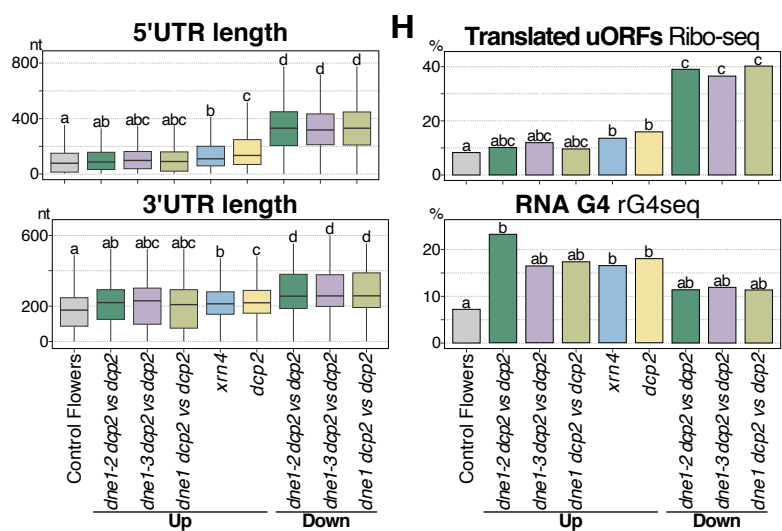 5'UTR length
nt
800
400
0
a
ab
abc
abc
b
c
d
d
d
3'UTR length
nt
600
200
0
a
ab
abc
abc
b
c
d
d
d
Control Flowers
dne1-2 dcp2 vs dcp2
dne1-3 dcp2 vs dcp2
dne1 dcp2 vs dcp2
xrn4
dcp2
dne1-2 dcp2 vs dcp2
dne1-3 dcp2 vs dcp2
dne1 dcp2 vs dcp2
Up
Down
H
Translated uORFs Ribo-seq
%
40
20
0
a
abc
abc
abc
b
b
c
c
c
RNA G4 rG4seq
%
20
10
0
a
b
ab
ab
b
b
ab
ab
ab
Control Flowers
dne1-2 dcp2 vs dcp2
dne1-3 dcp2 vs dcp2
dne1 dcp2 vs dcp2
xrn4
dcp2
dne1-2 dcp2 vs dcp2
dne1-3 dcp2 vs dcp2
dne1 dcp2 vs dcp2
Up
Down